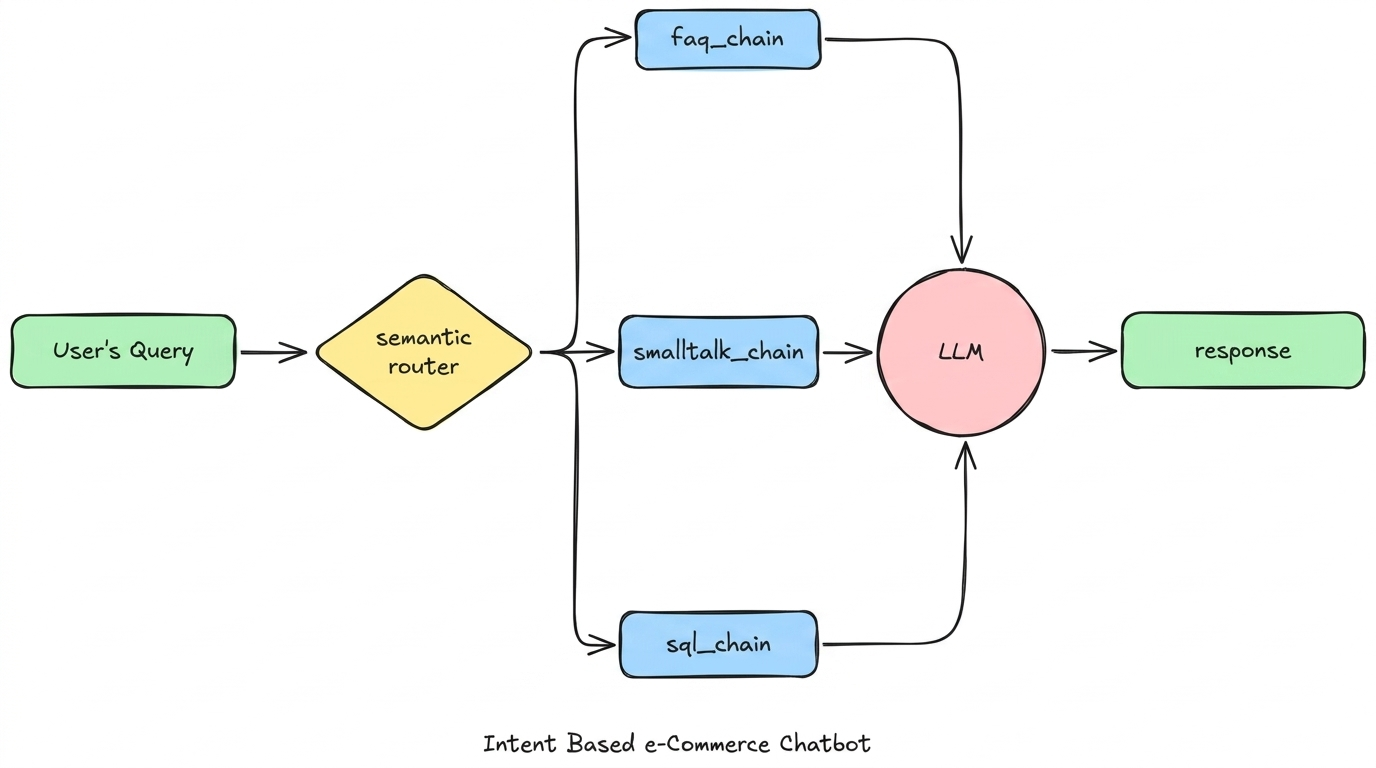 faq_chain
User's Query
semantic
router
smalltalk_chain
LLM
response
sql_chain
Intent Based e-Commerce Chatbot